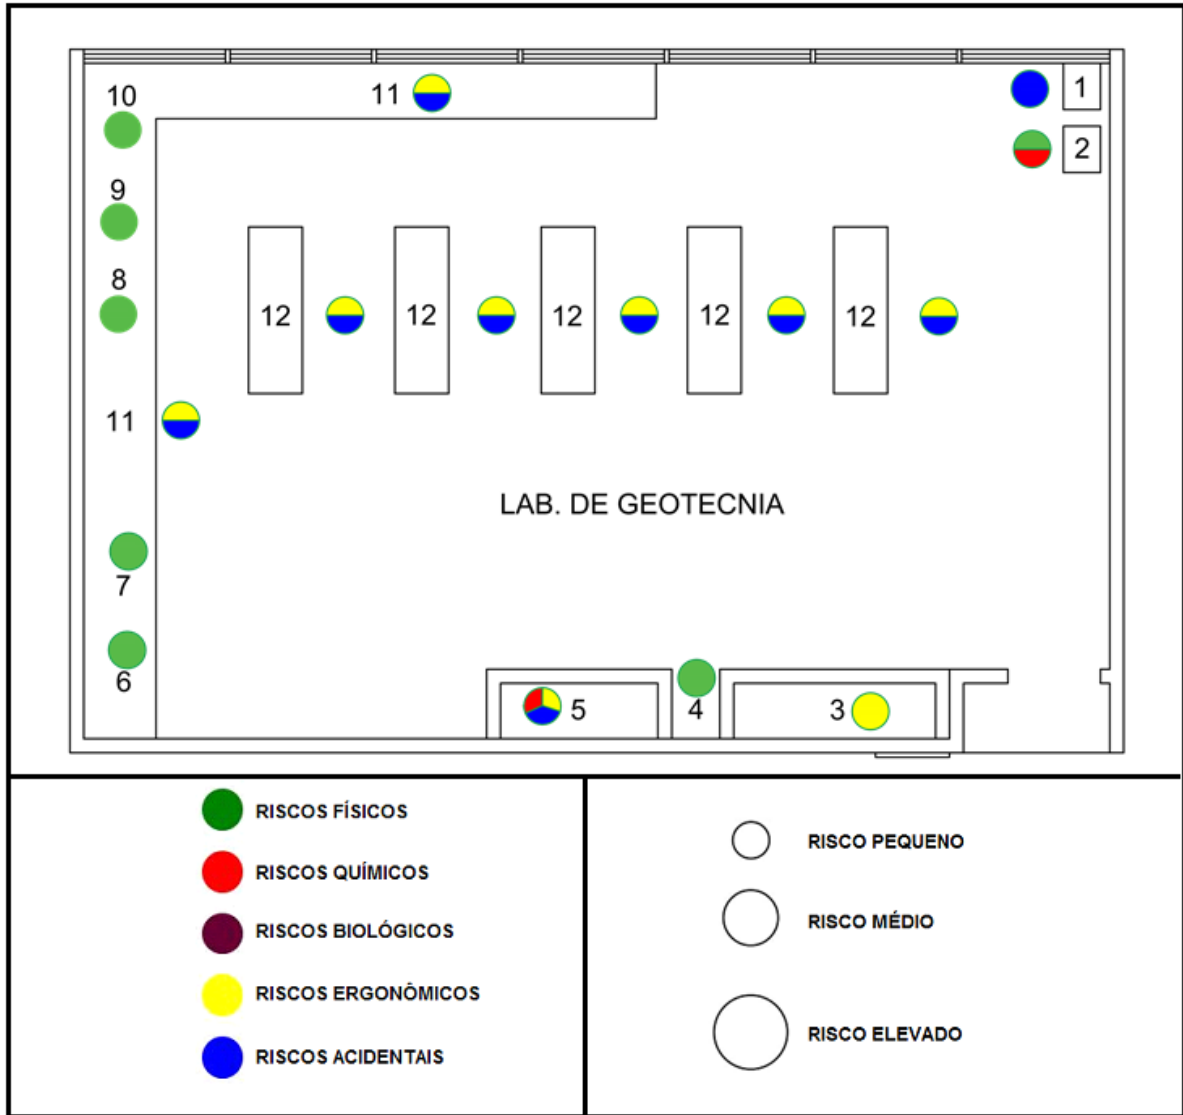 10
11
1
2
9
8
12
12
12
12
12
11
LAB. DE GEOTECNIA
7
6
5
4
3
RISCOS FÍSICOS
RISCOS QUÍMICOS
RISCOS BIOLÓGICOS
RISCOS ERGONÔMICOS
RISCOS ACIDENTAIS
RISCO PEQUENO
RISCO MÉDIO
RISCO ELEVADO